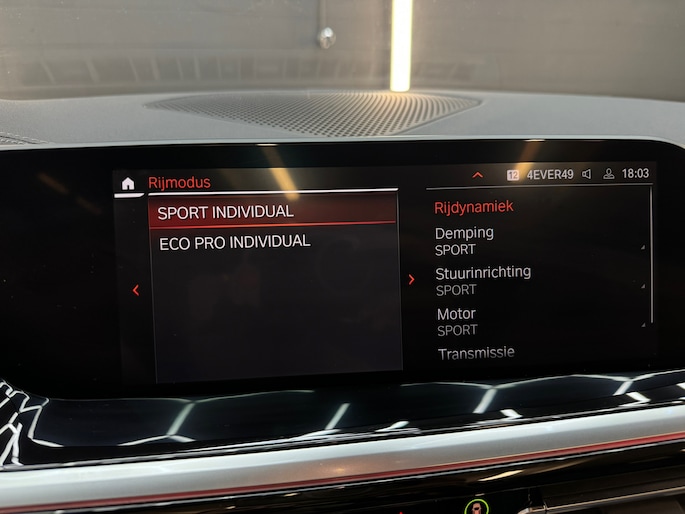 Rijmodus
12 4EVER49 18:03
SPORT INDIVIDUAL
ECO PRO INDIVIDUAL
Rijdynamiek
Demping
SPORT
Stuurinrichting
SPORT
Motor
SPORT
Transmissie